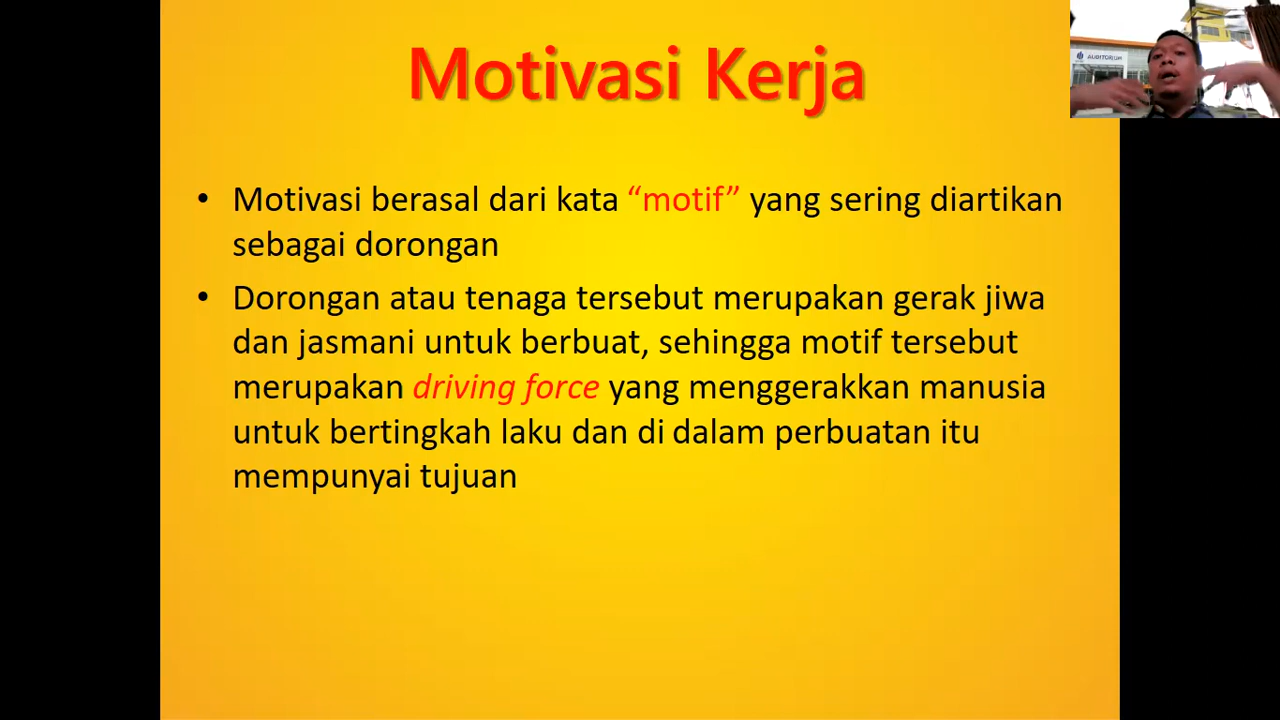 Motivasi Kerja
AUDITORIUM
• Motivasi berasal dari kata “motif” yang sering diartikan
sebagai dorongan
• Dorongan atau tenaga tersebut merupakan gerak jiwa
dan jasmani untuk berbuat, sehingga motif tersebut
merupakan driving force yang menggerakkan manusia
untuk bertingkah laku dan di dalam perbuatan itu
mempunyai tujuan